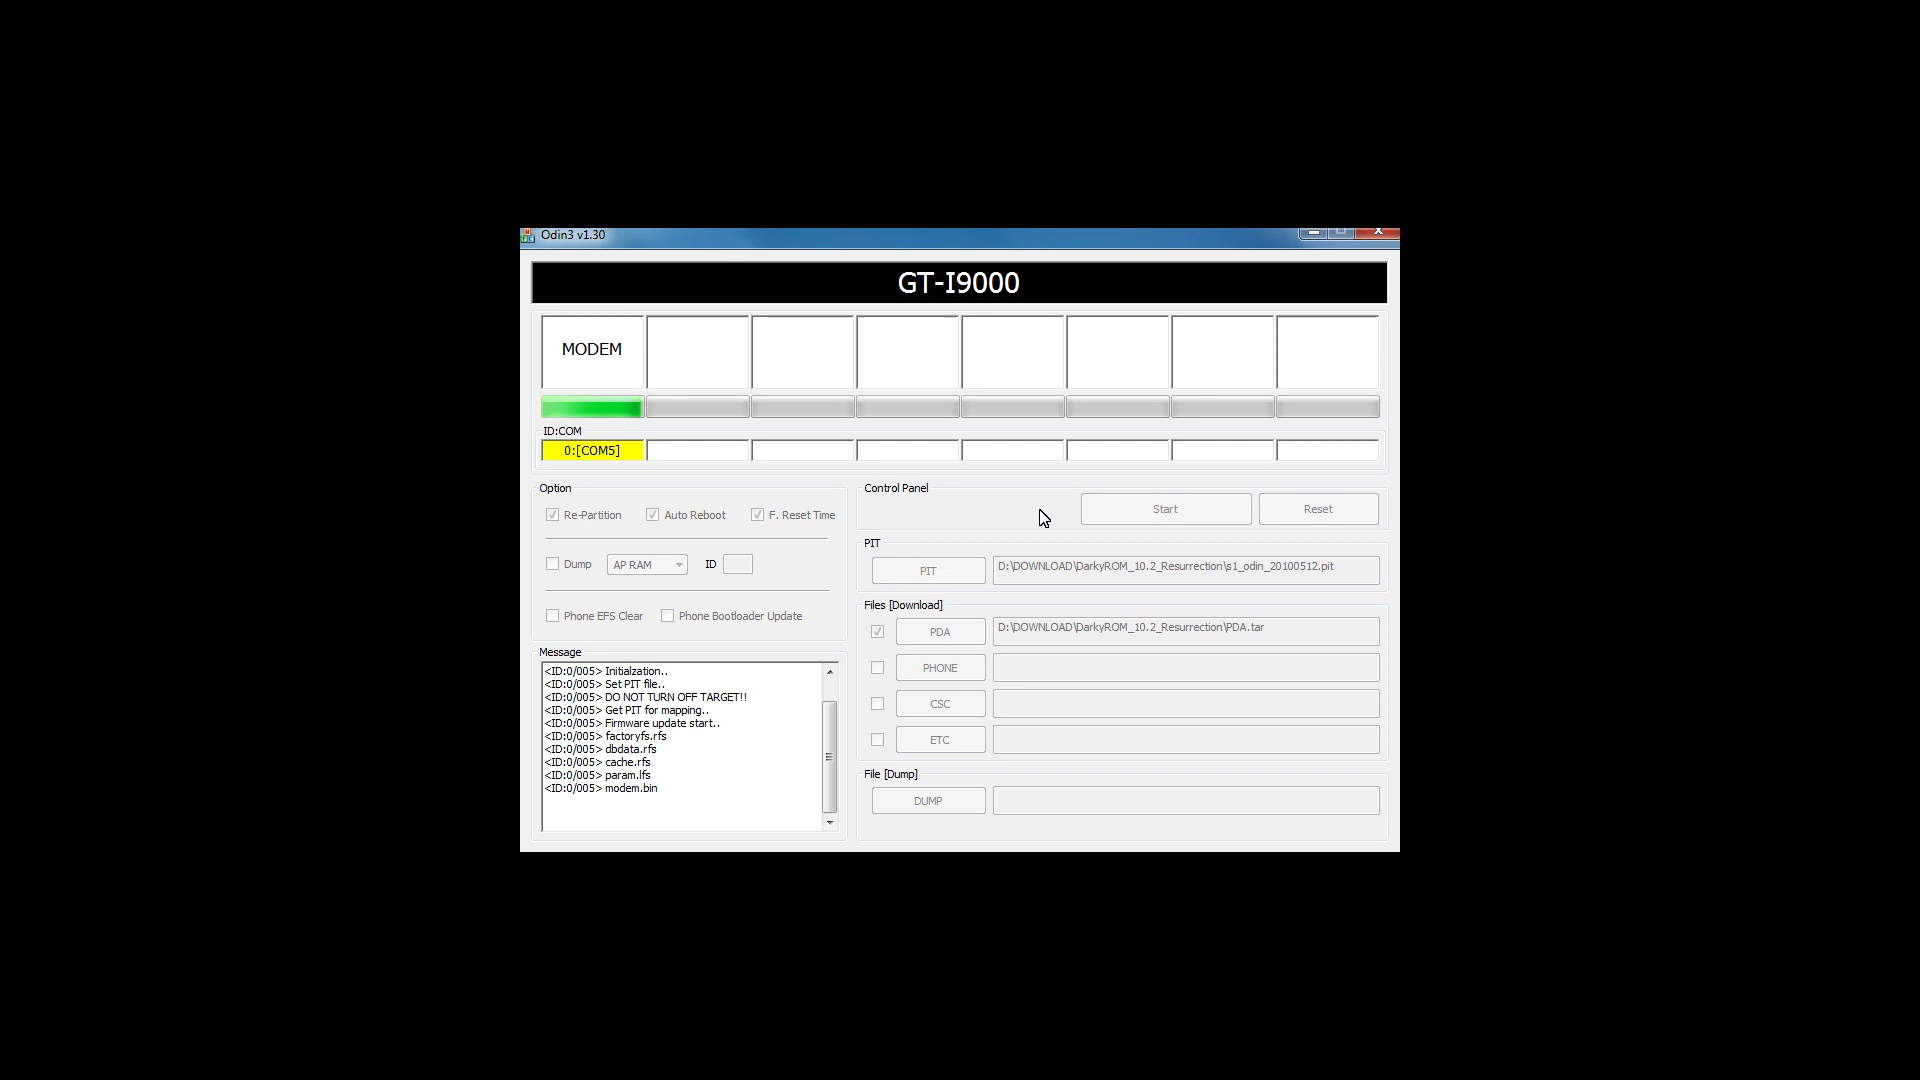 Odin3 v1.30
GT-I9000
MODEM
ID:COM
0:[COM5]
Option
Re-Partition Auto Reboot F. Reset Time
Dump AP RAM ID
Phone EFS Clear Phone Bootloader Update
Message
<ID:0/005> Initialzation..
<ID:0/005> Set PIT file..
<ID:0/005> DO NOT TURN OFF TARGET!!
<ID:0/005> Get PIT for mapping..
<ID:0/005> Firmware update start..
<ID:0/005> factoryfs.rfs
<ID:0/005> dbdata.rfs
<ID:0/005> cache.rfs
<ID:0/005> param.lfs
<ID:0/005> modem.bin
Control Panel
Start Reset
PIT
PIT D:\DOWNLOAD\DarkyROM_10.2_Resurrection\s1_odin_20100512.pit
Files [Download]
PDA D:\DOWNLOAD\DarkyROM_10.2_Resurrection\PDA.tar
PHONE
CSC
ETC
File [Dump]
DUMP